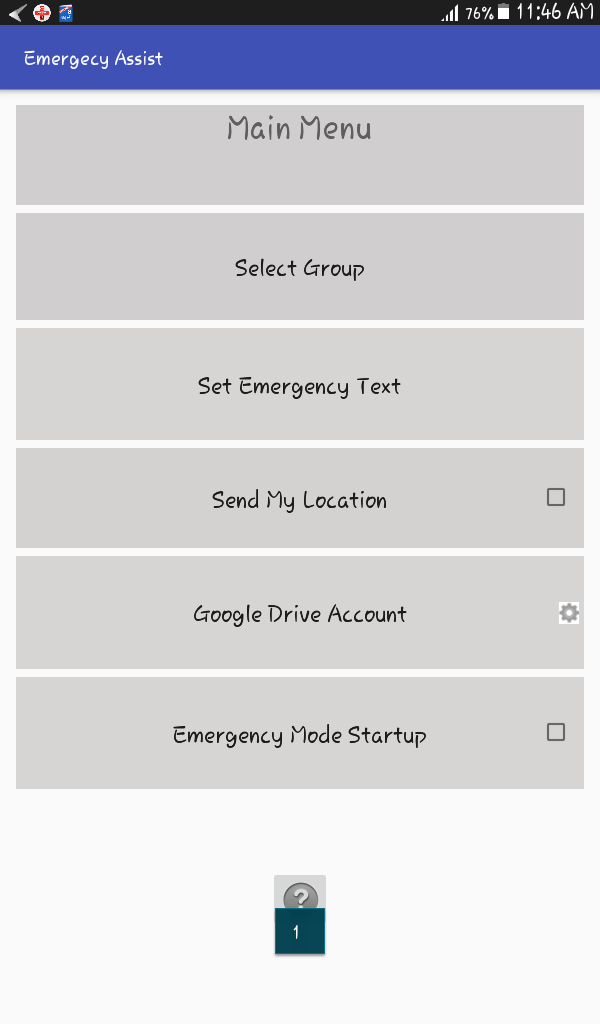 76% 11:46 AM
Emergecy Assist
Main Menu
Select Group
Set Emergency Text
Send My Location
Google Drive Account
Emergency Mode Startup
?
1